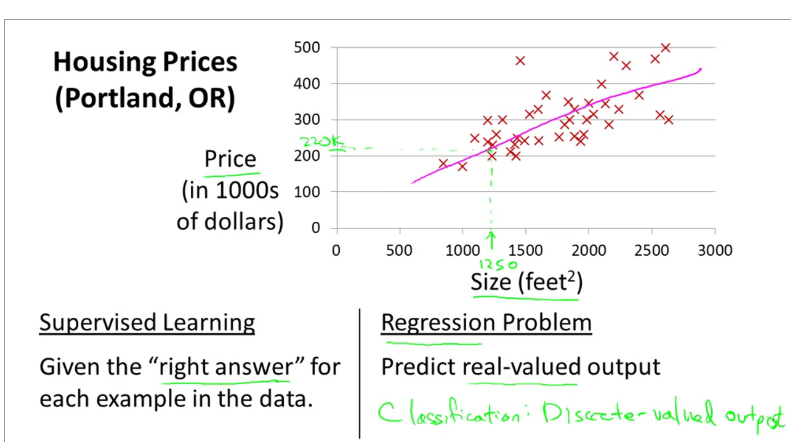 Housing Prices
(Portland, OR)
Price
(in 1000s
of dollars)
500
400
300
220K
200
100
0
0 500 1000 1500 2000 2500 3000
1250
Size (feet²)
Supervised Learning
Given the “right answer” for
each example in the data.
Regression Problem
Predict real-valued output
Classification: Discrete-valued output